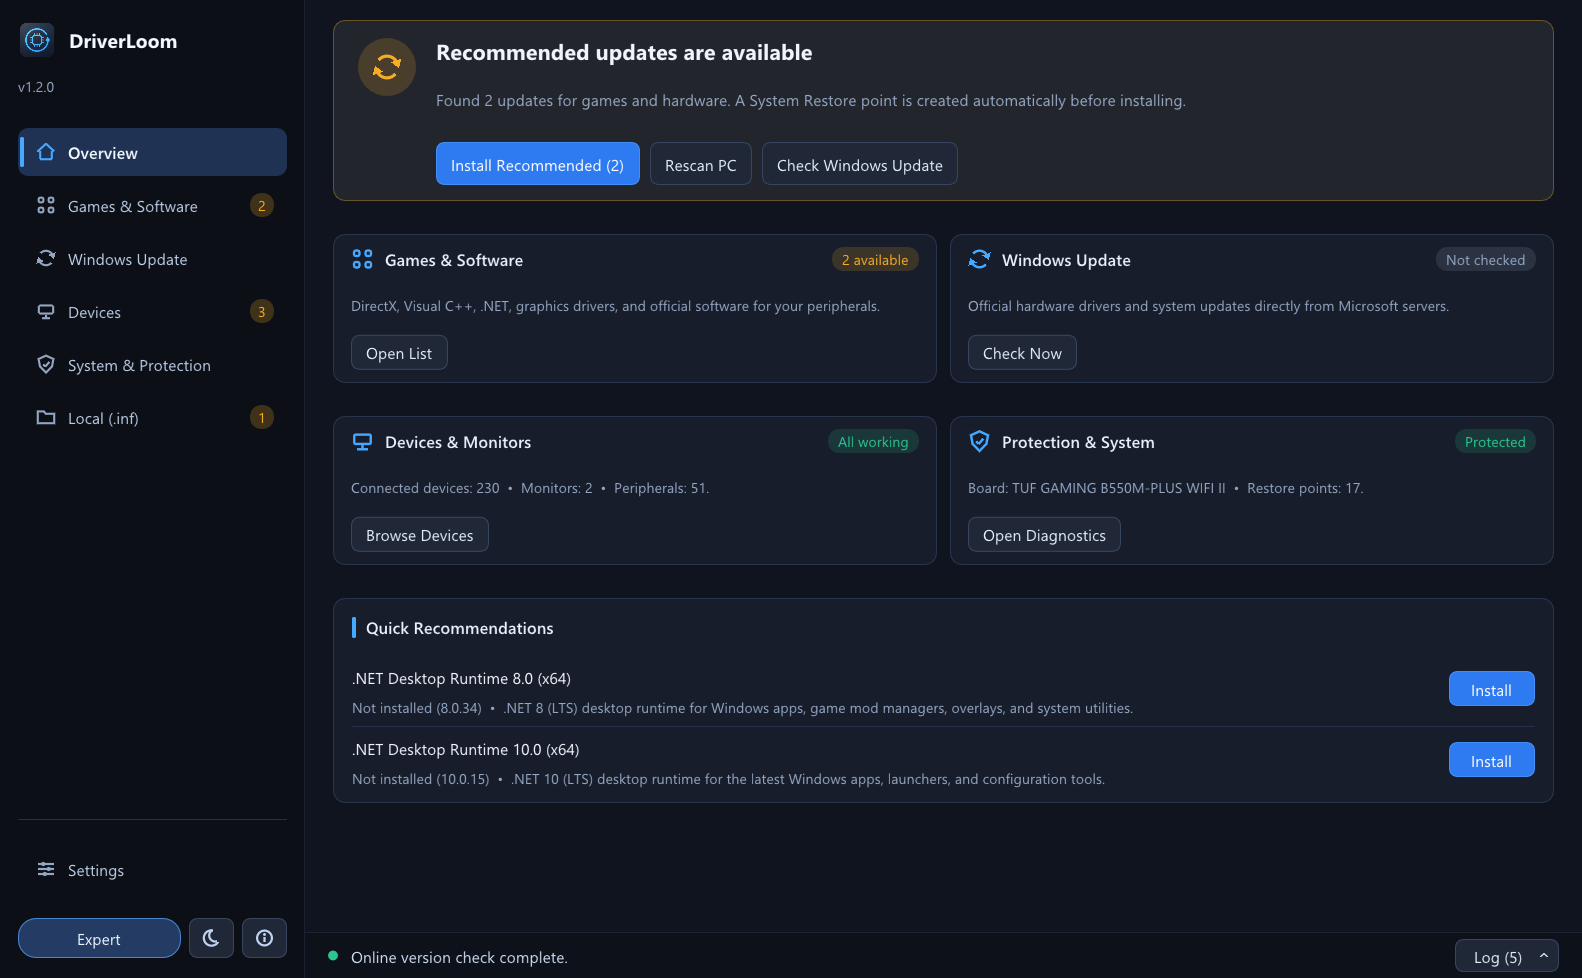 DriverLoom
v1.2.0
Overview
Games & Software 2
Windows Update
Devices 3
System & Protection
Local (.inf) 1
Settings
Expert
Recommended updates are available
Found 2 updates for games and hardware. A System Restore point is created automatically before installing.
Install Recommended (2) Rescan PC Check Windows Update
Games & Software 2 available
DirectX, Visual C++, .NET, graphics drivers, and official software for your peripherals.
Open List
Windows Update Not checked
Official hardware drivers and system updates directly from Microsoft servers.
Check Now
Devices & Monitors All working
Connected devices: 230 • Monitors: 2 • Peripherals: 51.
Browse Devices
Protection & System Protected
Board: TUF GAMING B550M-PLUS WIFI II • Restore points: 17.
Open Diagnostics
Quick Recommendations
.NET Desktop Runtime 8.0 (x64)
Not installed (8.0.34) • .NET 8 (LTS) desktop runtime for Windows apps, game mod managers, overlays, and system utilities.
Install
.NET Desktop Runtime 10.0 (x64)
Not installed (10.0.15) • .NET 10 (LTS) desktop runtime for the latest Windows apps, launchers, and configuration tools.
Install
Online version check complete.
Log (5)